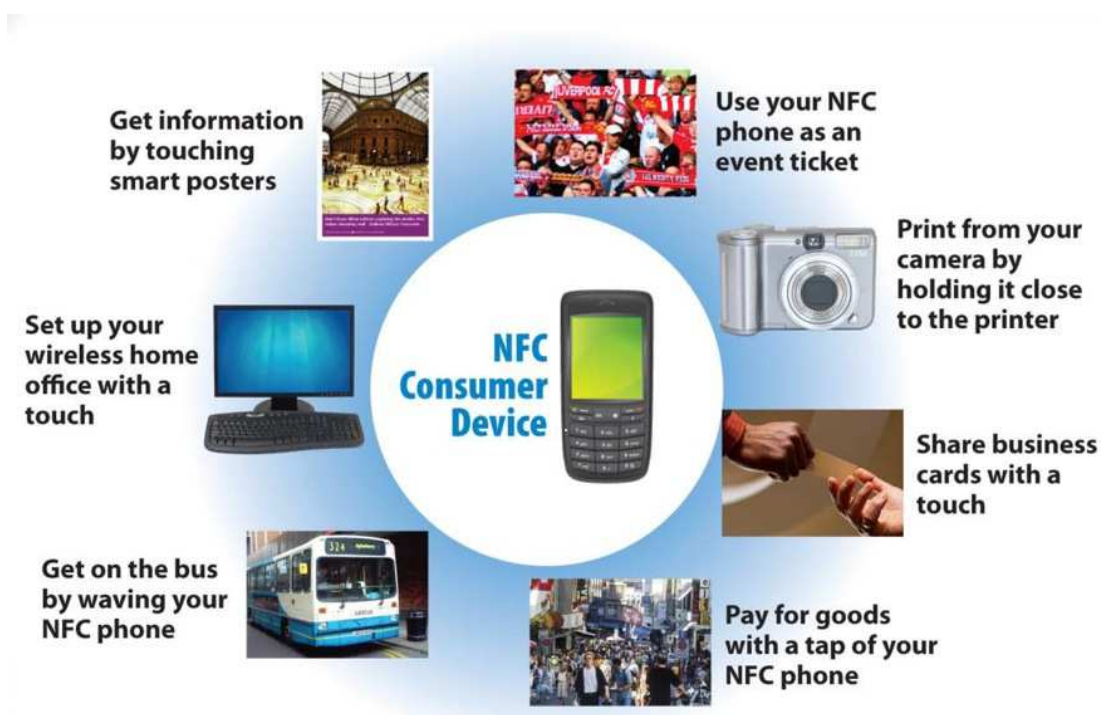 Get information
by touching
smart posters
Use your NFC
phone as an
event ticket
LIVERPOOL FC
Print from your
camera by
holding it close
to the printer
Set up your
wireless home
office with a
touch
NFC
Consumer
Device
Share business
cards with a
touch
324
Get on the bus
by waving your
NFC phone
Pay for goods
with a tap of your
NFC phone